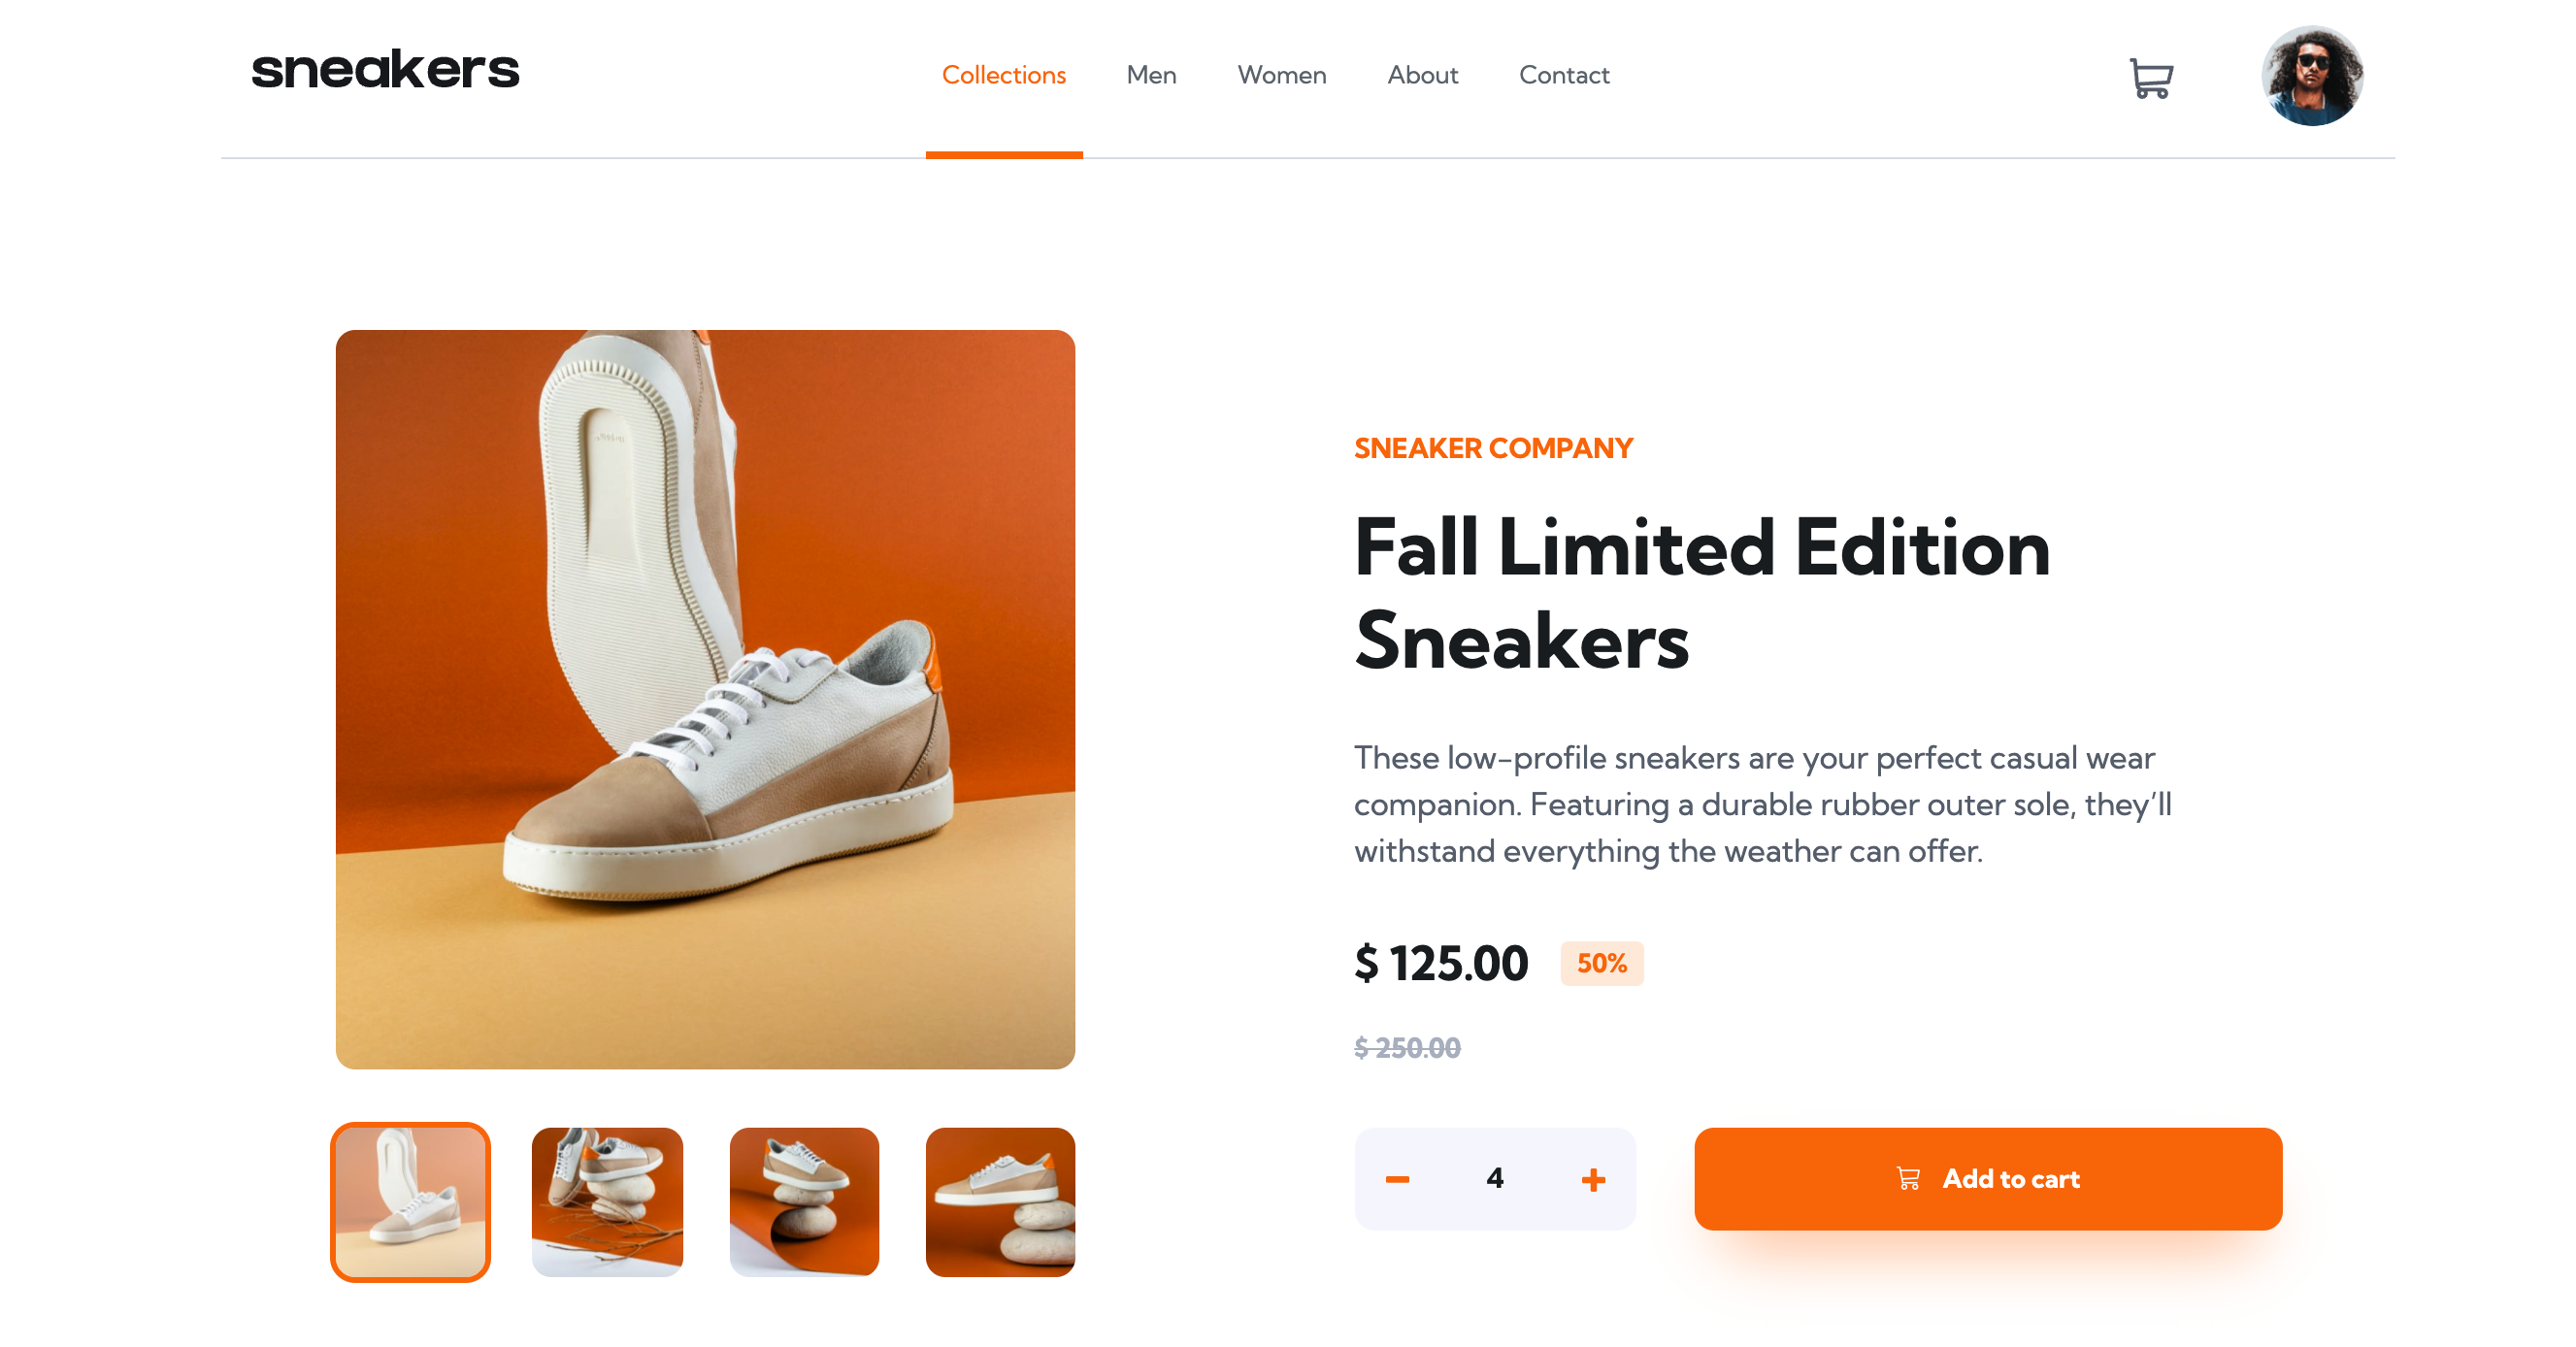 sneakers
Collections Men Women About Contact
SNEAKER COMPANY
Fall Limited Edition
Sneakers
These low-profile sneakers are your perfect casual wear
companion. Featuring a durable rubber outer sole, they’ll
withstand everything the weather can offer.
$ 125.00 50%
$ 250.00
4
Add to cart